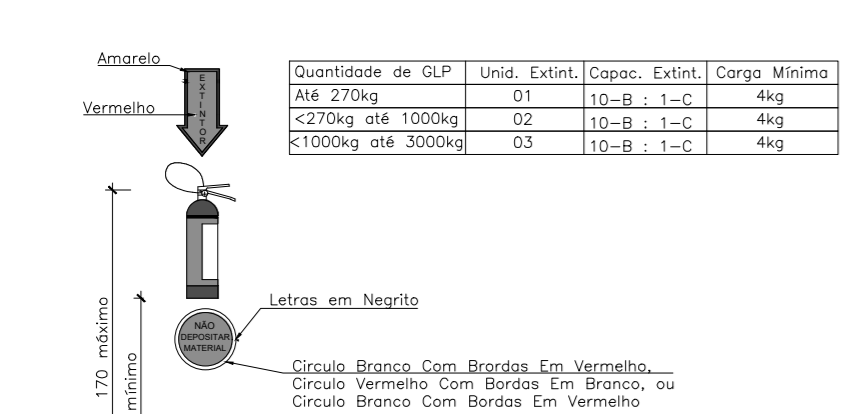 Amarelo
EXTINTOR
Vermelho
Quantidade de GLP Unid. Extint. Capac. Extint. Carga Mínima
Até 270kg 01 10-B : 1-C 4kg
<270kg até 1000kg 02 10-B : 1-C 4kg
<1000kg até 3000kg 03 10-B : 1-C 4kg
170 máximo
mínimo
Letras em Negrito
NÃO
DEPOSITAR
MATERIAL
Circulo Branco Com Brordas Em Vermelho,
Circulo Vermelho Com Bordas Em Branco, ou
Circulo Branco Com Bordas Em Vermelho